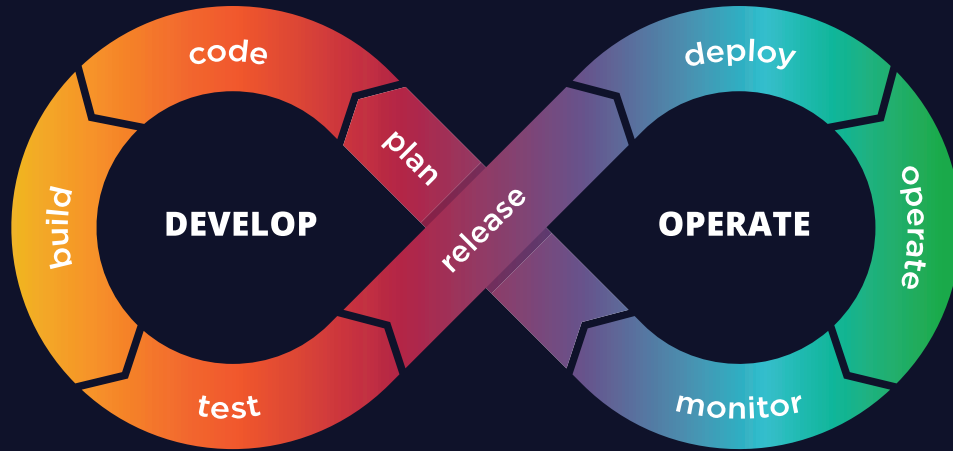 code
deploy
plan
build
DEVELOP
release
OPERATE
operate
test
monitor